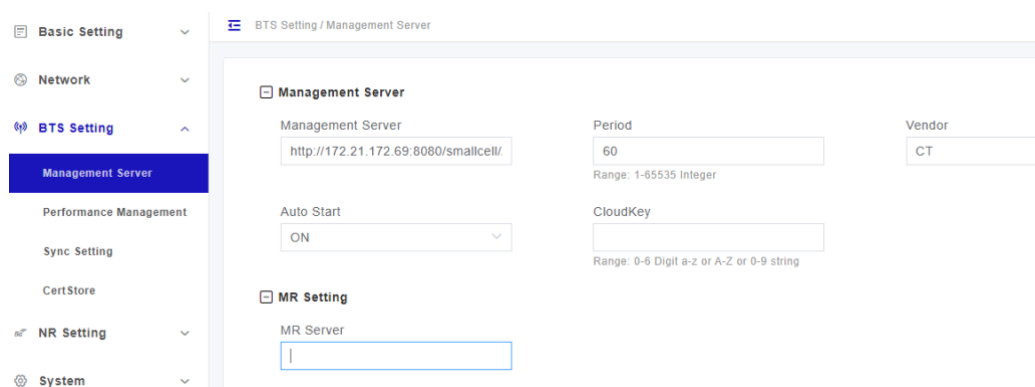 Basic Setting
BTS Setting / Management Server
Network
Management Server
BTS Setting
Management Server
Period
Vendor
http://172.21.172.69:8080/smallcell/
60
CT
Range: 1-65535 Integer
Management Server
Performance Management
Auto Start
CloudKey
ON
Range: 0-6 Digit a-z or A-Z or 0-9 string
Sync Setting
CertStore
MR Setting
NR Setting
MR Server
System